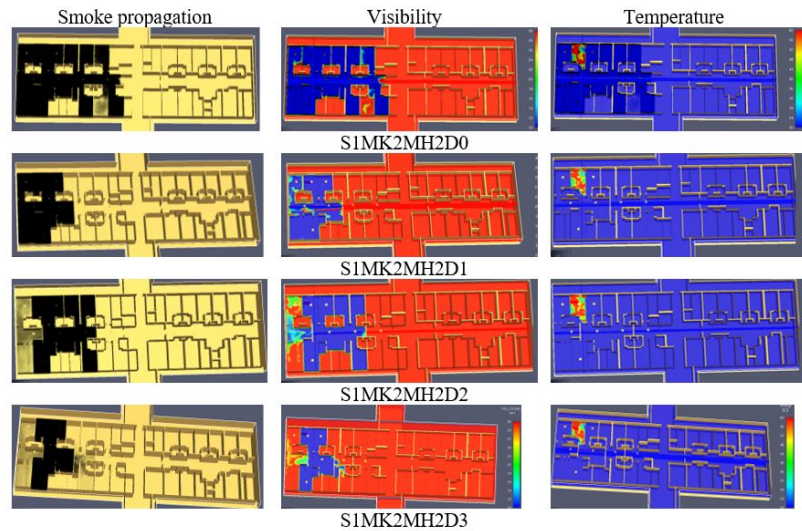 Smoke propagation Visibility Temperature
S1MK2MH2D0
S1MK2MH2D1
S1MK2MH2D2
S1MK2MH2D3